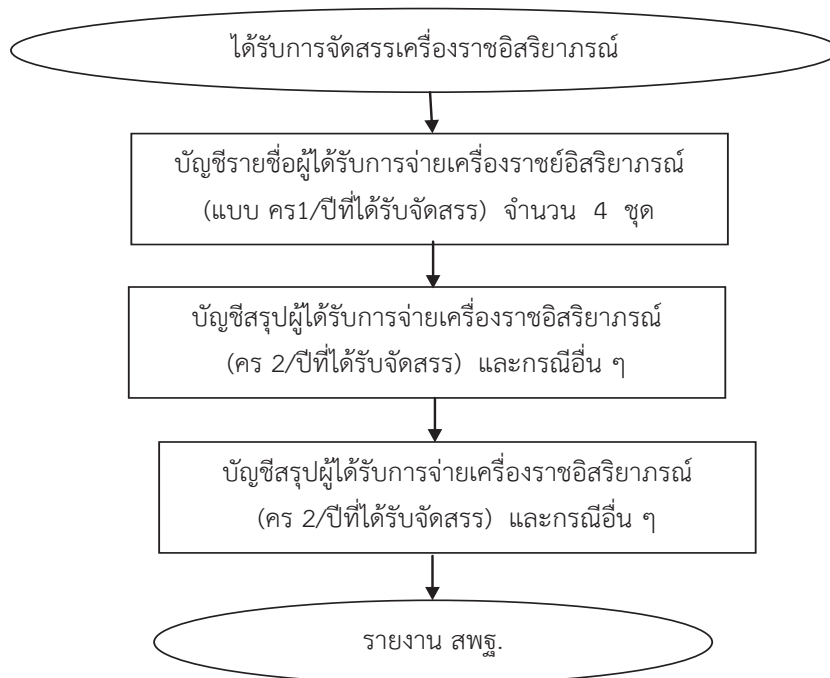 ได้รับการจัดสรรเครื่องราชอิสริยาภรณ์
บัญชีรายชื่อผู้ได้รับการจ่ายเครื่องราชย์อิสริยาภรณ์
(แบบ คร1/ปีที่ได้รับจัดสรร) จำนวน 4 ชุด
บัญชีสรุปผู้ได้รับการจ่ายเครื่องราชอิสริยาภรณ์
(คร 2/ปีที่ได้รับจัดสรร) และกรณีอื่น ๆ
บัญชีสรุปผู้ได้รับการจ่ายเครื่องราชอิสริยาภรณ์
(คร 2/ปีที่ได้รับจัดสรร) และกรณีอื่น ๆ
รายงาน สพฐ.